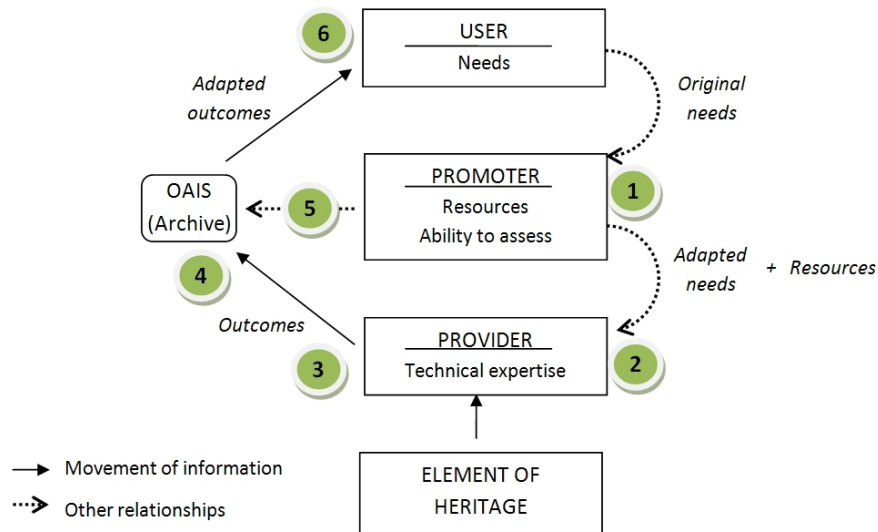 6
USER
Needs
Adapted
outcomes
Original
needs
OAIS
(Archive)
5
PROMOTER
Resources
Ability to assess
1
4
Adapted
needs
+ Resources
Outcomes
3
PROVIDER
Technical expertise
2
Movement of information
Other relationships
ELEMENT OF
HERITAGE